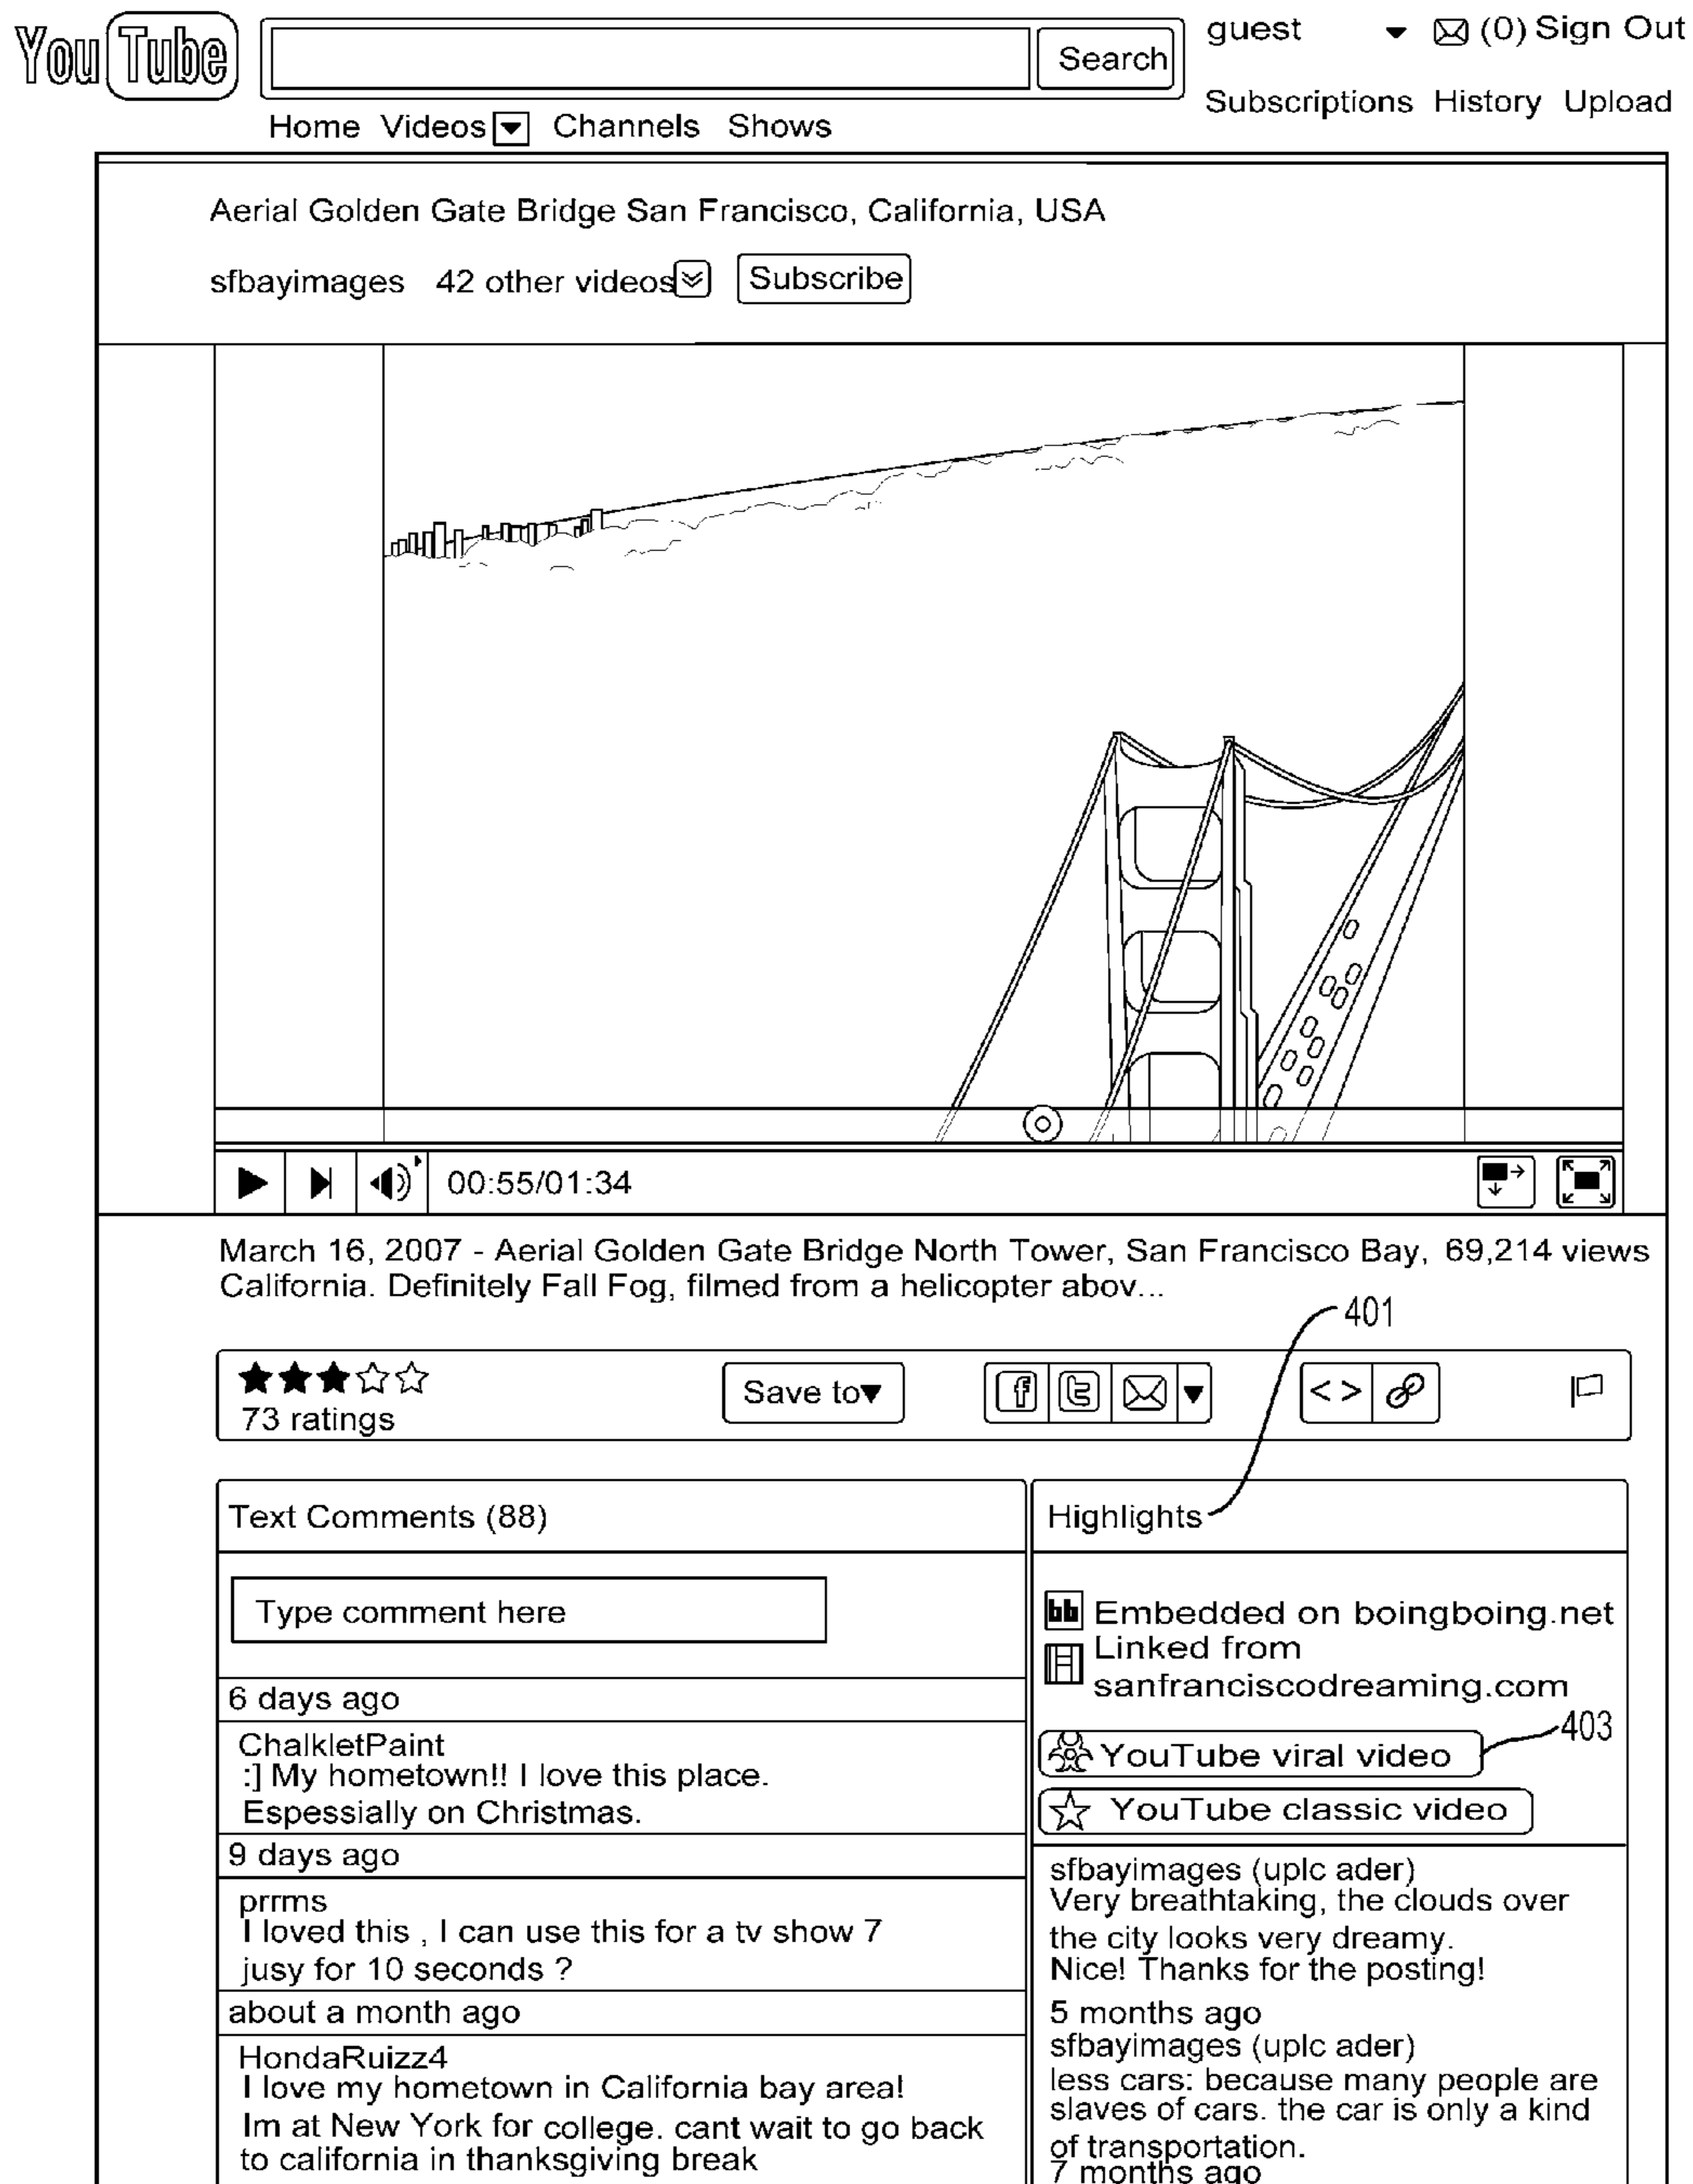 YouTube
Search
guest (0) Sign Out
Subscriptions History Upload
Home Videos Channels Shows
Aerial Golden Gate Bridge San Francisco, California, USA
sfbayimages 42 other videos Subscribe
00:55/01:34
March 16, 2007 - Aerial Golden Gate Bridge North Tower, San Francisco Bay, 69,214 views
California. Definitely Fall Fog, filmed from a helicopter abov...
401
73 ratings
Save to
f t
< >
Text Comments (88)
Type comment here
6 days ago
ChalkletPaint
:] My hometown!! I love this place.
Espessially on Christmas.
9 days ago
prrms
I loved this , I can use this for a tv show 7
jusy for 10 seconds ?
about a month ago
HondaRuizz4
I love my hometown in California bay area!
Im at New York for college. cant wait to go back
to california in thanksgiving break
Highlights
bb Embedded on boingboing.net
Linked from
sanfranciscodreaming.com
403
YouTube viral video
YouTube classic video
sfbayimages (uplc ader)
Very breathtaking, the clouds over
the city looks very dreamy.
Nice! Thanks for the posting!
5 months ago
sfbayimages (uplc ader)
less cars: because many people are
slaves of cars. the car is only a kind
of transportation.
7 months ago